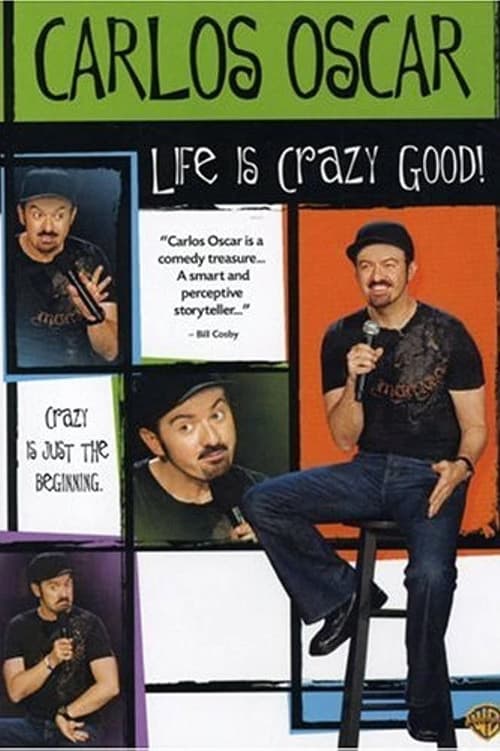 CARLOS OSCAR
LIFE IS CRAZY GOOD!
"Carlos Oscar is a
comedy treasure...
A smart and
perceptive
storyteller..."
– Bill Cosby
CRAZY
IS JUST THE
BEGINNING.